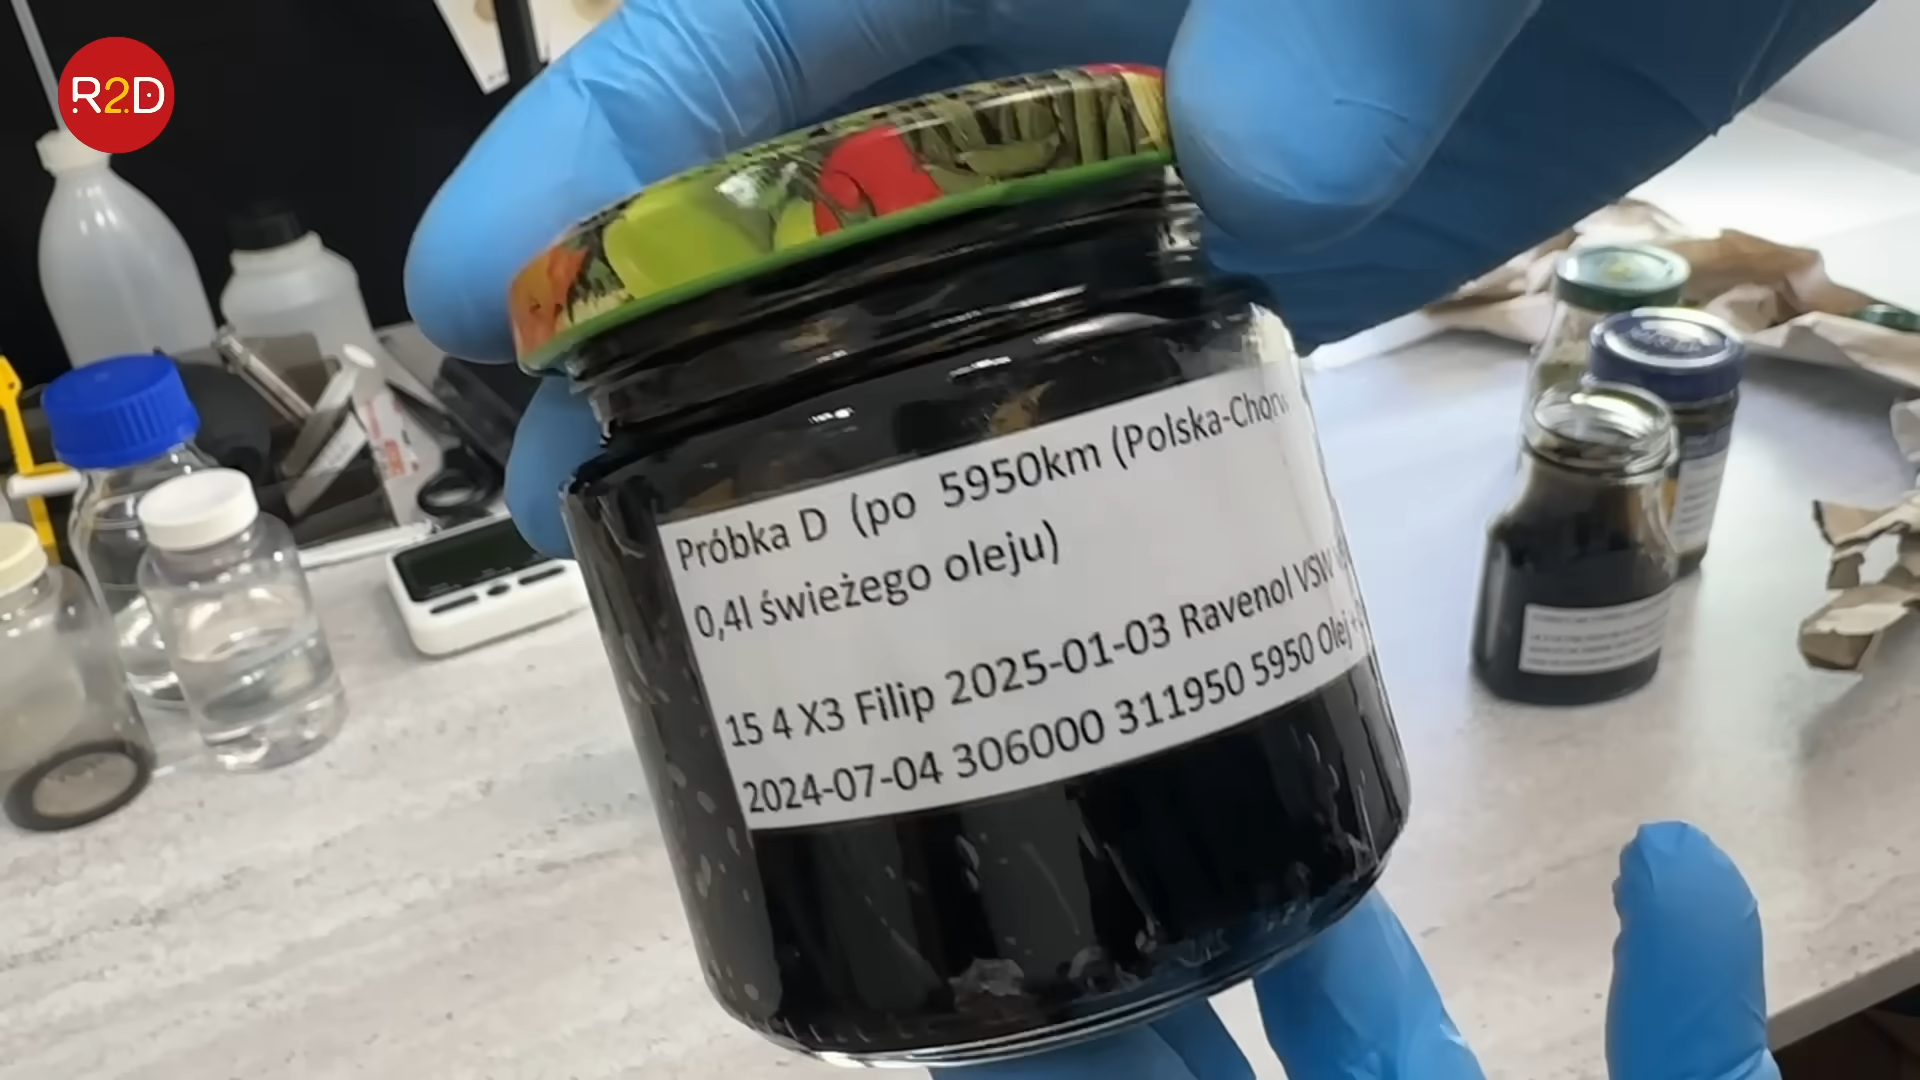 R2D
Próbka D (po 5950km (Polska-Chorw
0,4l świeżego oleju)
15 4 X3 Filip 2025-01-03 Ravenol VSW
2024-07-04 306000 311950 5950 Olej +